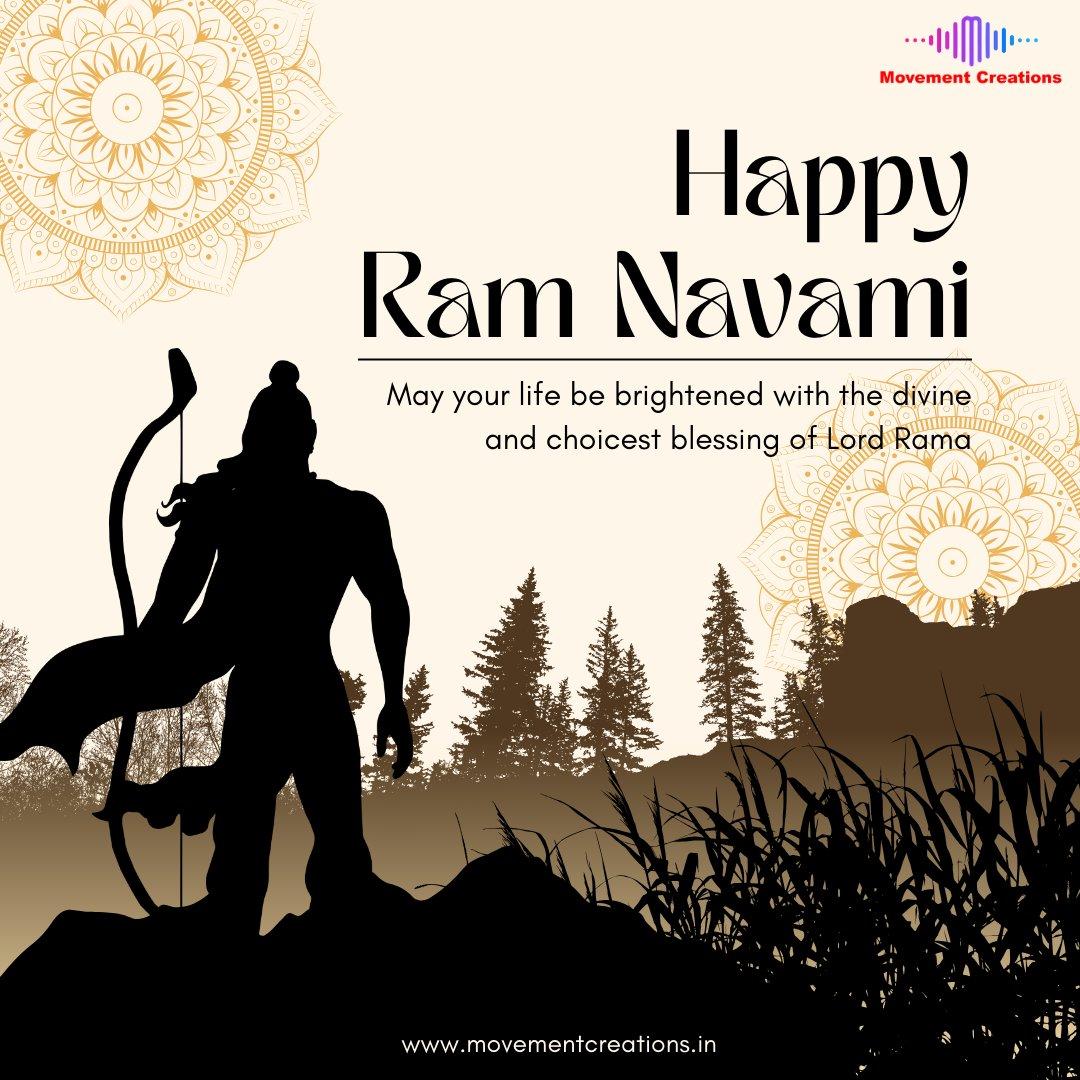 Movement Creations
Happy
Ram Navami
May your life be brightened with the divine
and choicest blessing of Lord Rama
www.movementcreations.in